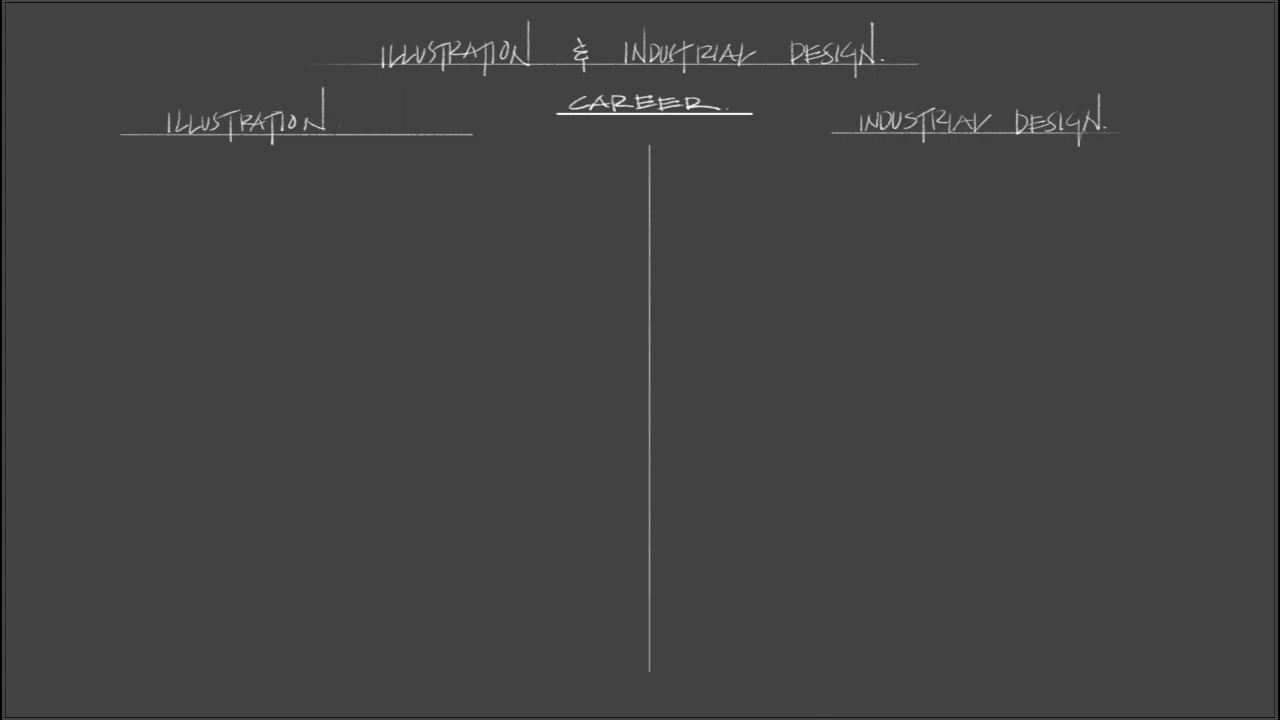 ILLUSTRATION & INDUSTRIAL DESIGN.
CAREER.
ILLUSTRATION.
INDUSTRIAL DESIGN.